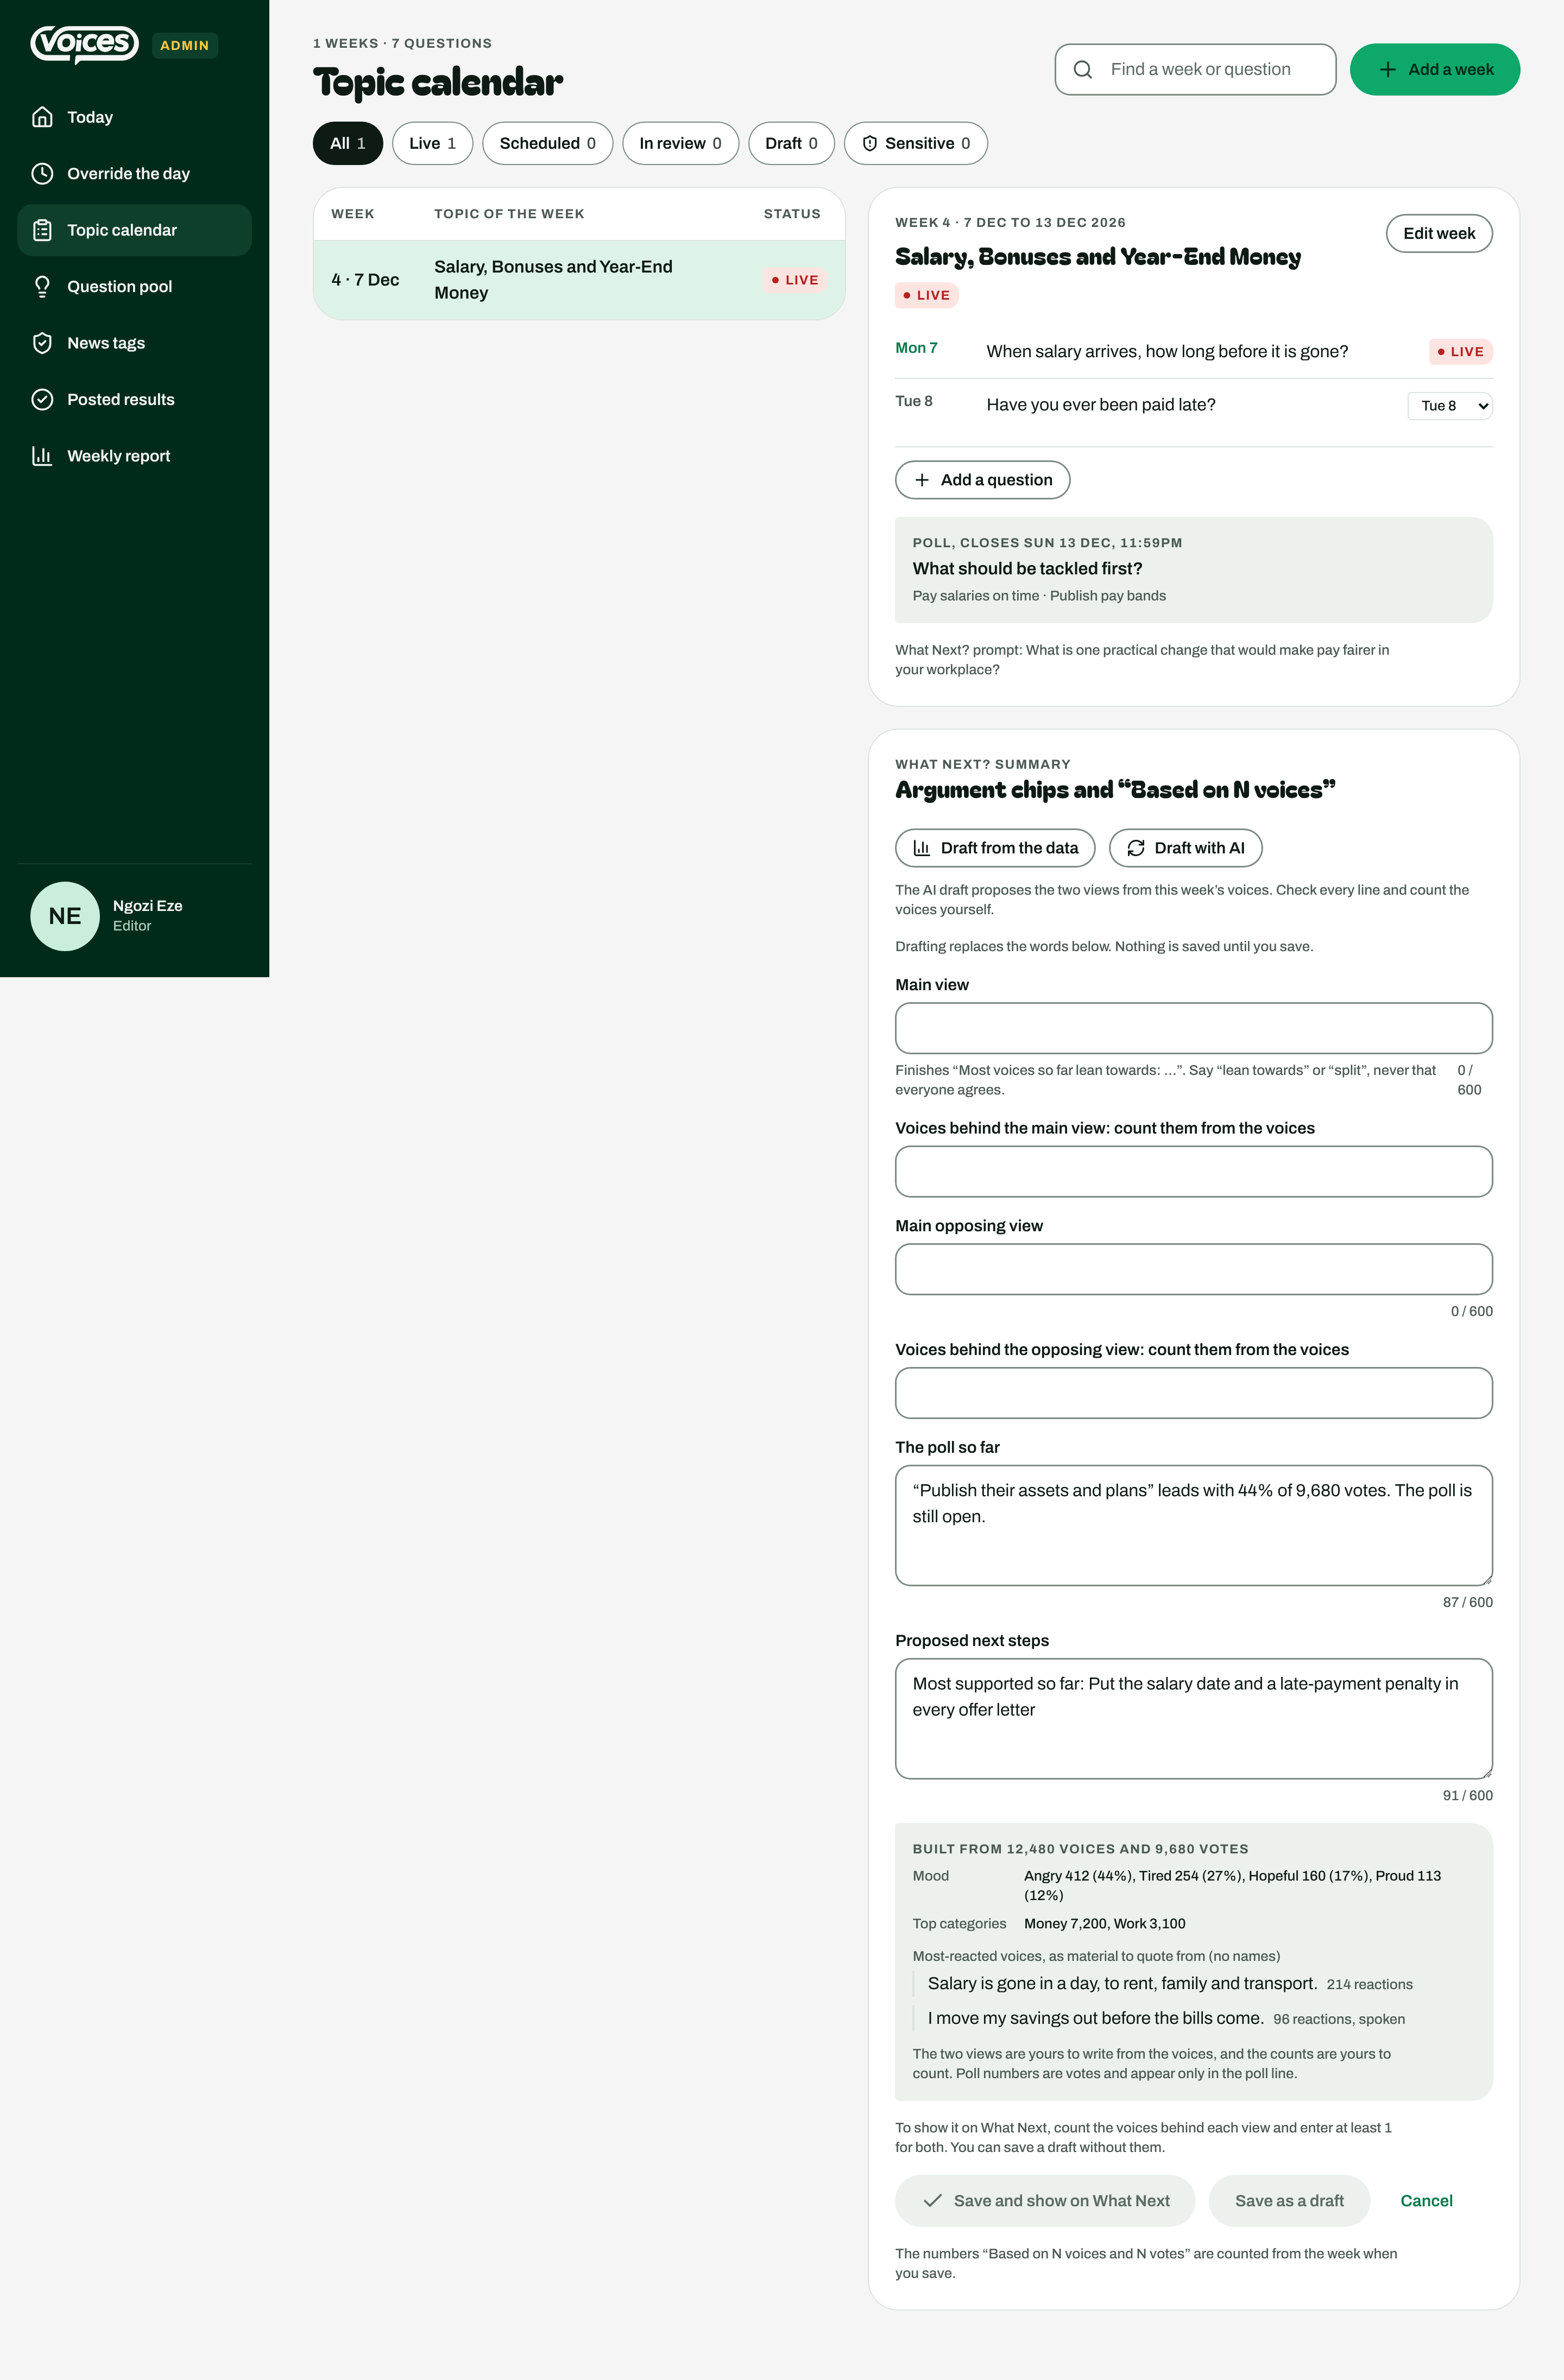 voices
ADMIN
Today
Override the day
Topic calendar
Question pool
News tags
Posted results
Weekly report
NE
Ngozi Eze
Editor
1 WEEKS · 7 QUESTIONS
Topic calendar
Find a week or question
Add a week
All 1
Live 1
Scheduled 0
In review 0
Draft 0
Sensitive 0
WEEK
TOPIC OF THE WEEK
STATUS
4 · 7 Dec
Salary, Bonuses and Year-End
Money
LIVE
WEEK 4 · 7 DEC TO 13 DEC 2026
Salary, Bonuses and Year-End Money
LIVE
Edit week
Mon 7
When salary arrives, how long before it is gone?
LIVE
Tue 8
Have you ever been paid late?
Tue 8
Add a question
POLL, CLOSES SUN 13 DEC, 11:59PM
What should be tackled first?
Pay salaries on time · Publish pay bands
What Next? prompt: What is one practical change that would make pay fairer in
your workplace?
WHAT NEXT? SUMMARY
Argument chips and “Based on N voices”
Draft from the data
Draft with AI
The AI draft proposes the two views from this week’s voices. Check every line and count the
voices yourself.
Drafting replaces the words below. Nothing is saved until you save.
Main view
Finishes “Most voices so far lean towards: …”. Say “lean towards” or “split”, never that
everyone agrees.
0 /
600
Voices behind the main view: count them from the voices
Main opposing view
0 / 600
Voices behind the opposing view: count them from the voices
The poll so far
“Publish their assets and plans” leads with 44% of 9,680 votes. The poll is
still open.
87 / 600
Proposed next steps
Most supported so far: Put the salary date and a late-payment penalty in
every offer letter
91 / 600
BUILT FROM 12,480 VOICES AND 9,680 VOTES
Mood
Angry 412 (44%), Tired 254 (27%), Hopeful 160 (17%), Proud 113
(12%)
Top categories
Money 7,200, Work 3,100
Most-reacted voices, as material to quote from (no names)
Salary is gone in a day, to rent, family and transport. 214 reactions
I move my savings out before the bills come. 96 reactions, spoken
The two views are yours to write from the voices, and the counts are yours to
count. Poll numbers are votes and appear only in the poll line.
To show it on What Next, count the voices behind each view and enter at least 1
for both. You can save a draft without them.
Save and show on What Next
Save as a draft
Cancel
The numbers “Based on N voices and N votes” are counted from the week when
you save.